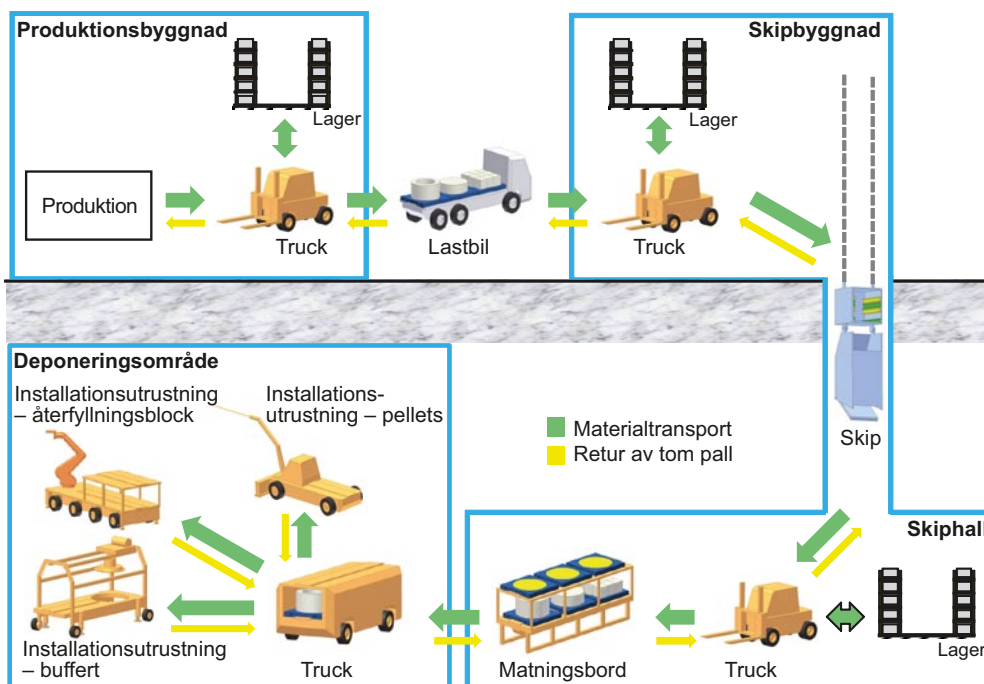 Produktionsbyggnad
Lager
Produktion
Truck
Lastbil
Skipbyggnad
Lager
Truck
Skip
Deponeringsområde
Installationsutrustning
– återfyllningsblock
Installations-
utrustning – pellets
Materialtransport
Retur av tom pall
Installationsutrustning
– buffert
Truck
Matningsbord
Truck
Skiphall
Lager